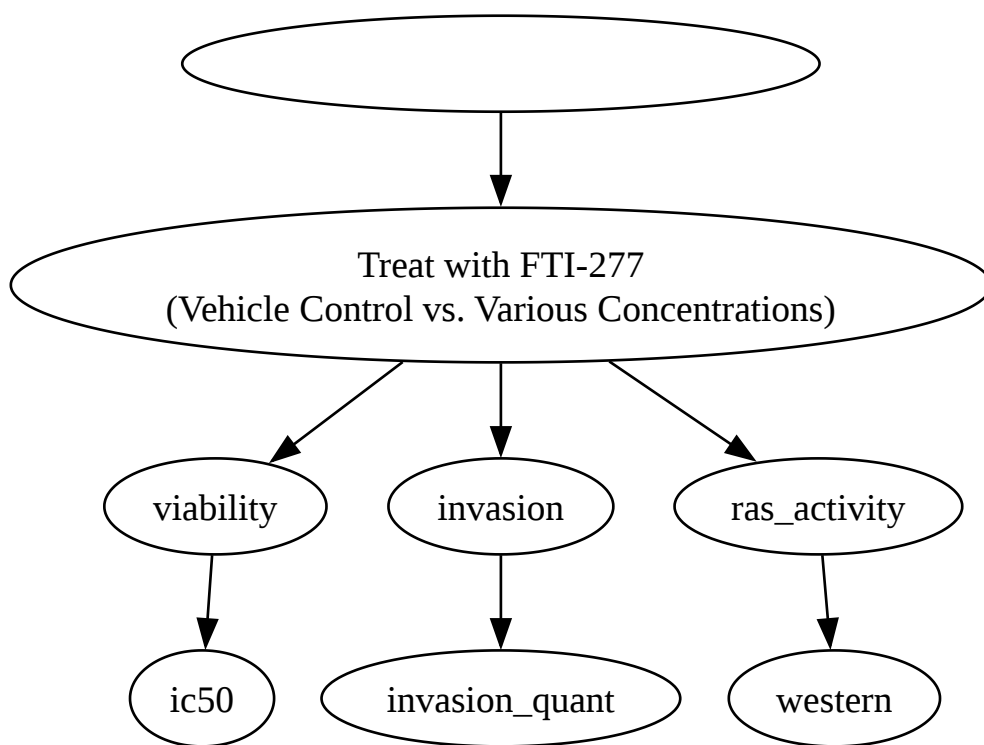 Treat with FTI-277
(Vehicle Control vs. Various Concentrations)
viability
invasion
ras_activity
ic50
invasion_quant
western